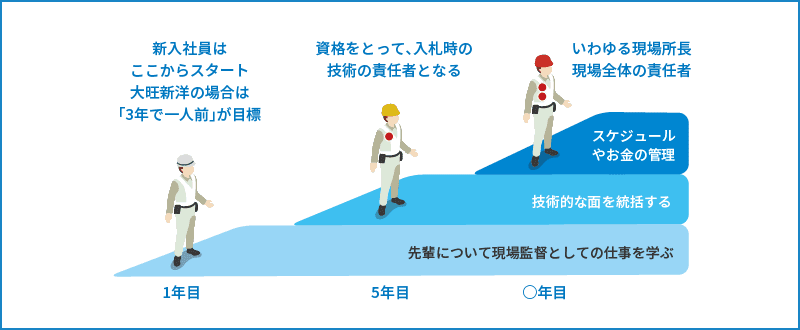 新入社員は
ここからスタート
大旺新洋の場合は
「3年で一人前」が目標
資格をとって、入札時の
技術の責任者となる
いわゆる現場所長
現場全体の責任者
スケジュール
やお金の管理
技術的な面を統括する
先輩について現場監督としての仕事を学ぶ
1年目
5年目
○年目